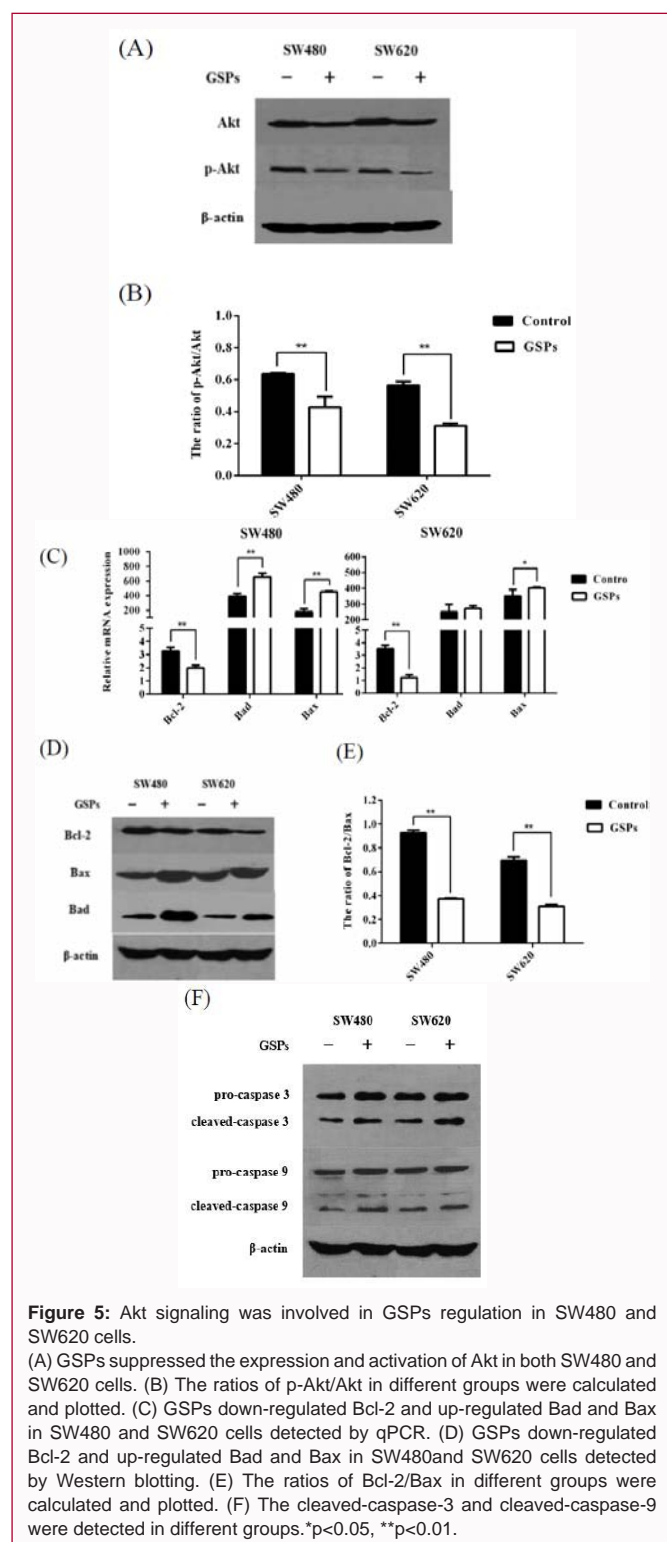 (A)
SW480 SW620
GSPs – + – +
Akt
p-Akt
β-actin
(B)
The ratio of p-Akt/Akt
1.0
0.8
0.6
0.4
0.2
0.0
** **
Control
GSPs
SW480 SW620
(C)
SW480 SW620
Relative mRNA expression
1000
800
600
400
200
5
4
3
2
1
0
** ** **
Bcl-2 Bad Bax
400
300
200
100
5
4
3
2
1
0
** *
Contro
GSPs
Bcl-2 Bad Bax
(D)
SW480 SW620
GSPs – + – +
Bcl-2
Bax
Bad
β-actin
(E)
The ratio of Bcl-2/Bax
1.2
1.0
0.8
0.6
0.4
0.2
0.0
** **
Control
GSPs
SW480 SW620
(F)
SW480 SW620
GSPs – + – +
pro-caspase 3
cleaved-caspase 3
pro-caspase 9
cleaved-caspase 9
β-actin
Figure 5: Akt signaling was involved in GSPs regulation in SW480 and
SW620 cells.
(A) GSPs suppressed the expression and activation of Akt in both SW480 and
SW620 cells. (B) The ratios of p-Akt/Akt in different groups were calculated
and plotted. (C) GSPs down-regulated Bcl-2 and up-regulated Bad and Bax
in SW480 and SW620 cells detected by qPCR. (D) GSPs down-regulated
Bcl-2 and up-regulated Bad and Bax in SW480and SW620 cells detected
by Western blotting. (E) The ratios of Bcl-2/Bax in different groups were
calculated and plotted. (F) The cleaved-caspase-3 and cleaved-caspase-9
were detected in different groups.*p<0.05, **p<0.01.